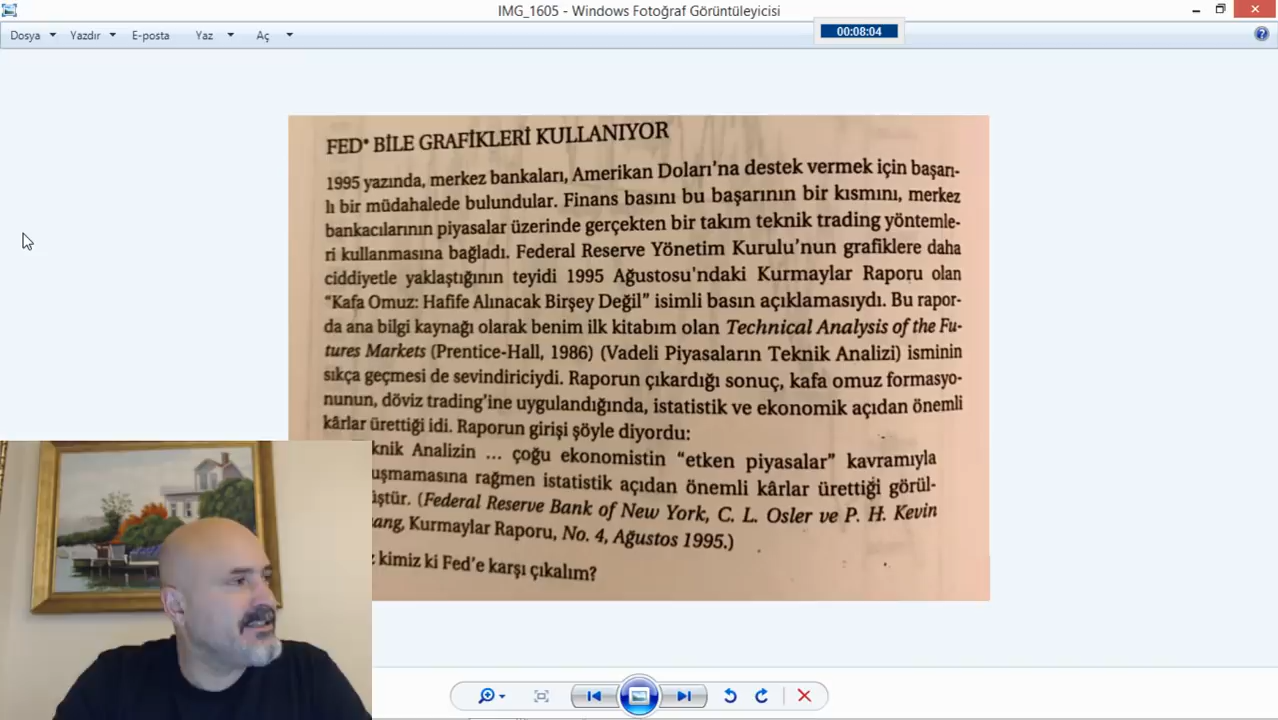 IMG_1605 - Windows Fotoğraf Görüntüleyicisi
00:08:04
Dosya Yazdır E-posta Yaz Aç
FED* BİLE GRAFİKLERİ KULLANIYOR
1995 yazında, merkez bankaları, Amerikan Doları'na destek vermek için başarı-
lı bir müdahalede bulundular. Finans basını bu başarının bir kısmını, merkez
bankacılarının piyasalar üzerinde gerçekten bir takım teknik trading yöntemle-
ri kullanmasına bağladı. Federal Reserve Yönetim Kurulu'nun grafiklere daha
ciddiyetle yaklaştığının teyidi 1995 Ağustosu'ndaki Kurmaylar Raporu olan
“Kafa Omuz: Hafife Alınacak Birşey Değil” isimli basın açıklamasıydı. Bu rapor-
da ana bilgi kaynağı olarak benim ilk kitabım olan Technical Analysis of the Fu-
tures Markets (Prentice-Hall, 1986) (Vadeli Piyasaların Teknik Analizi) isminin
sıkça geçmesi de sevindiriciydi. Raporun çıkardığı sonuç, kafa omuz formasyo-
nunun, döviz trading'ine uygulandığında, istatistik ve ekonomik açıdan önemli
kârlar ürettiği idi. Raporun girişi şöyle diyordu:
knik Analizin ... çoğu ekonomistin “etken piyasalar” kavramıyla
uşmamasına rağmen istatistik açıdan önemli kârlar ürettiği görül-
üştür. (Federal Reserve Bank of New York, C. L. Osler ve P. H. Kevin
ang, Kurmaylar Raporu, No. 4, Ağustos 1995.)
kimiz ki Fed'e karşı çıkalım?